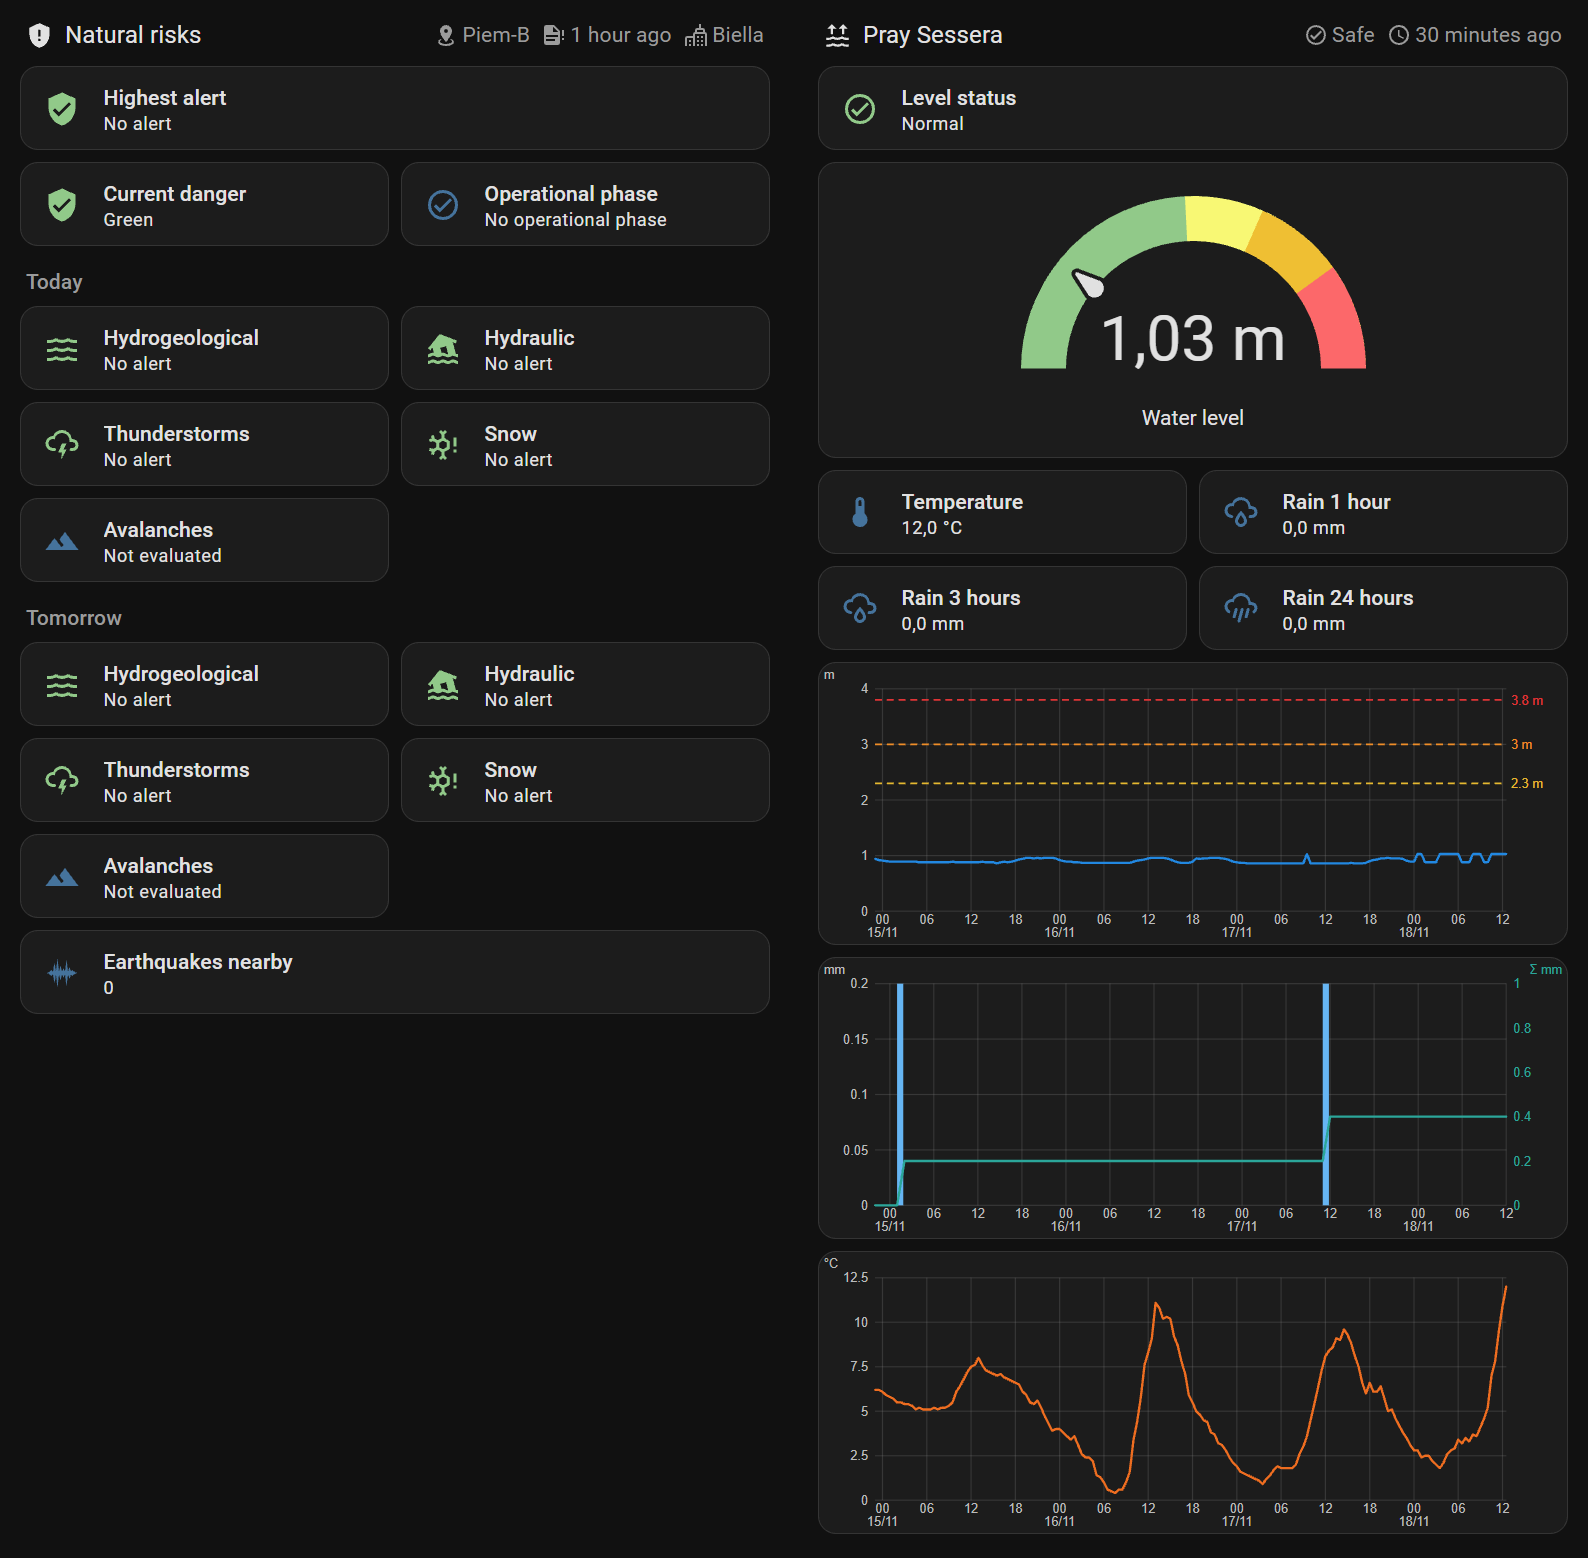 Natural risks
Piem-B
1 hour ago
Biella
Highest alert
No alert
Current danger
Green
Operational phase
No operational phase
Today
Hydrogeological
No alert
Hydraulic
No alert
Thunderstorms
No alert
Snow
No alert
Avalanches
Not evaluated
Tomorrow
Hydrogeological
No alert
Hydraulic
No alert
Thunderstorms
No alert
Snow
No alert
Avalanches
Not evaluated
Earthquakes nearby
0
Pray Sessera
Safe
30 minutes ago
Level status
Normal
1,03 m
Water level
Temperature
12,0 °C
Rain 1 hour
0,0 mm
Rain 3 hours
0,0 mm
Rain 24 hours
0,0 mm
m
4
3.8 m
3
3 m
2.3 m
2
1
0
00 06 12 18 00 06 12 18 00 06 12 18 00 06 12
15/11 16/11 17/11 18/11
mm Σ mm
0.2 1
0.8
0.15
0.6
0.1
0.4
0.05
0.2
0 0
00 06 12 18 00 06 12 18 00 06 12 18 00 06 12
15/11 16/11 17/11 18/11
°C
12.5
10
7.5
5
2.5
0
00 06 12 18 00 06 12 18 00 06 12 18 00 06 12
15/11 16/11 17/11 18/11